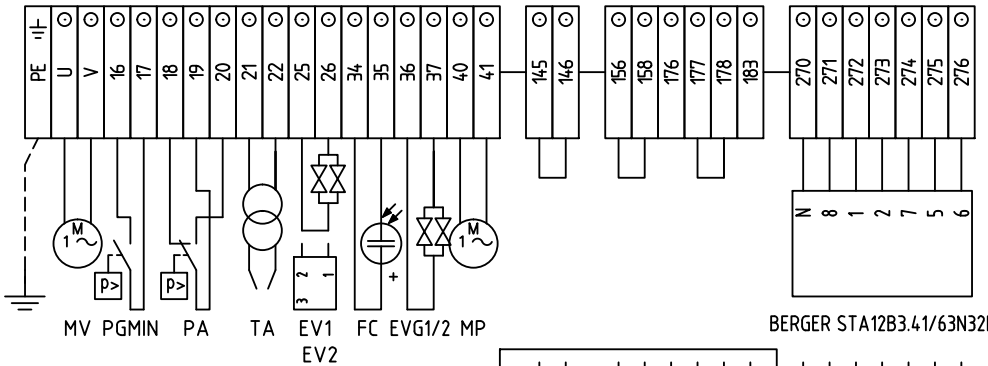 PE U V 16 17 18 19 20 21 22 25 26 34 35 36 37 40 41 145 146 156 158 176 177 178 183 270 271 272 273 274 275 276
N 8 1 2 7 5 6
M
1~
P>
P>
2 1
3
+
M
1~
MV PGMIN PA TA EV1 FC EVG1/2 MP
EV2
BERGER STA12B3.41/63N32